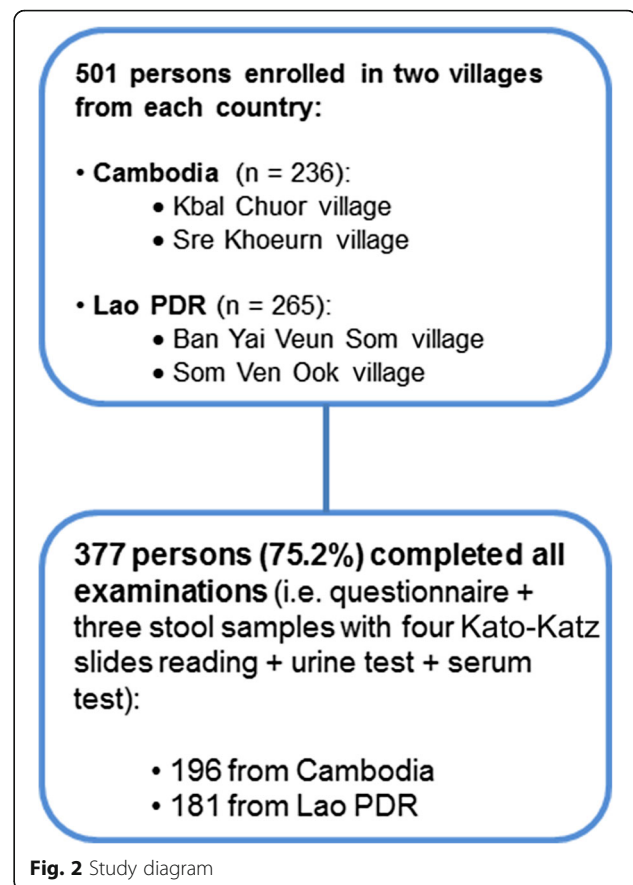 501 persons enrolled in two villages
from each country:
• Cambodia (n = 236):
• Kbal Chuor village
• Sre Khoeurn village
• Lao PDR (n = 265):
• Ban Yai Veun Som village
• Som Ven Ook village
377 persons (75.2%) completed all
examinations (i.e. questionnaire +
three stool samples with four Kato-Katz
slides reading + urine test + serum
test):
• 196 from Cambodia
• 181 from Lao PDR
Fig. 2 Study diagram